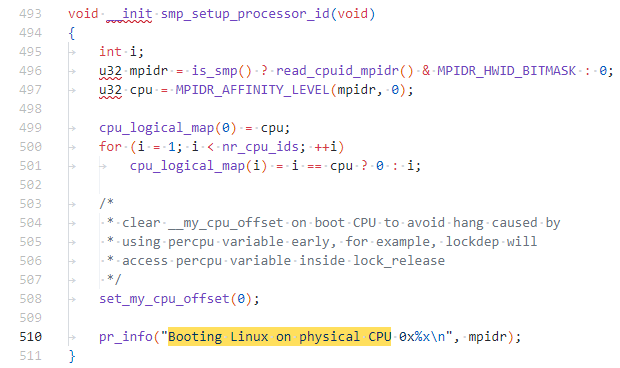 493 void __init smp_setup_processor_id(void)
494 {
495 int i;
496 u32 mpidr = is_smp() ? read_cpuid_mpidr() & MPIDR_HWID_BITMASK : 0;
497 u32 cpu = MPIDR_AFFINITY_LEVEL(mpidr, 0);
498
499 cpu_logical_map(0) = cpu;
500 for (i = 1; i < nr_cpu_ids; ++i)
501 cpu_logical_map(i) = i == cpu ? 0 : i;
502
503 /*
504 * clear __my_cpu_offset on boot CPU to avoid hang caused by
505 * using percpu variable early, for example, lockdep will
506 * access percpu variable inside lock_release
507 */
508 set_my_cpu_offset(0);
509
510 pr_info("Booting Linux on physical CPU 0x%x\n", mpidr);
511 }